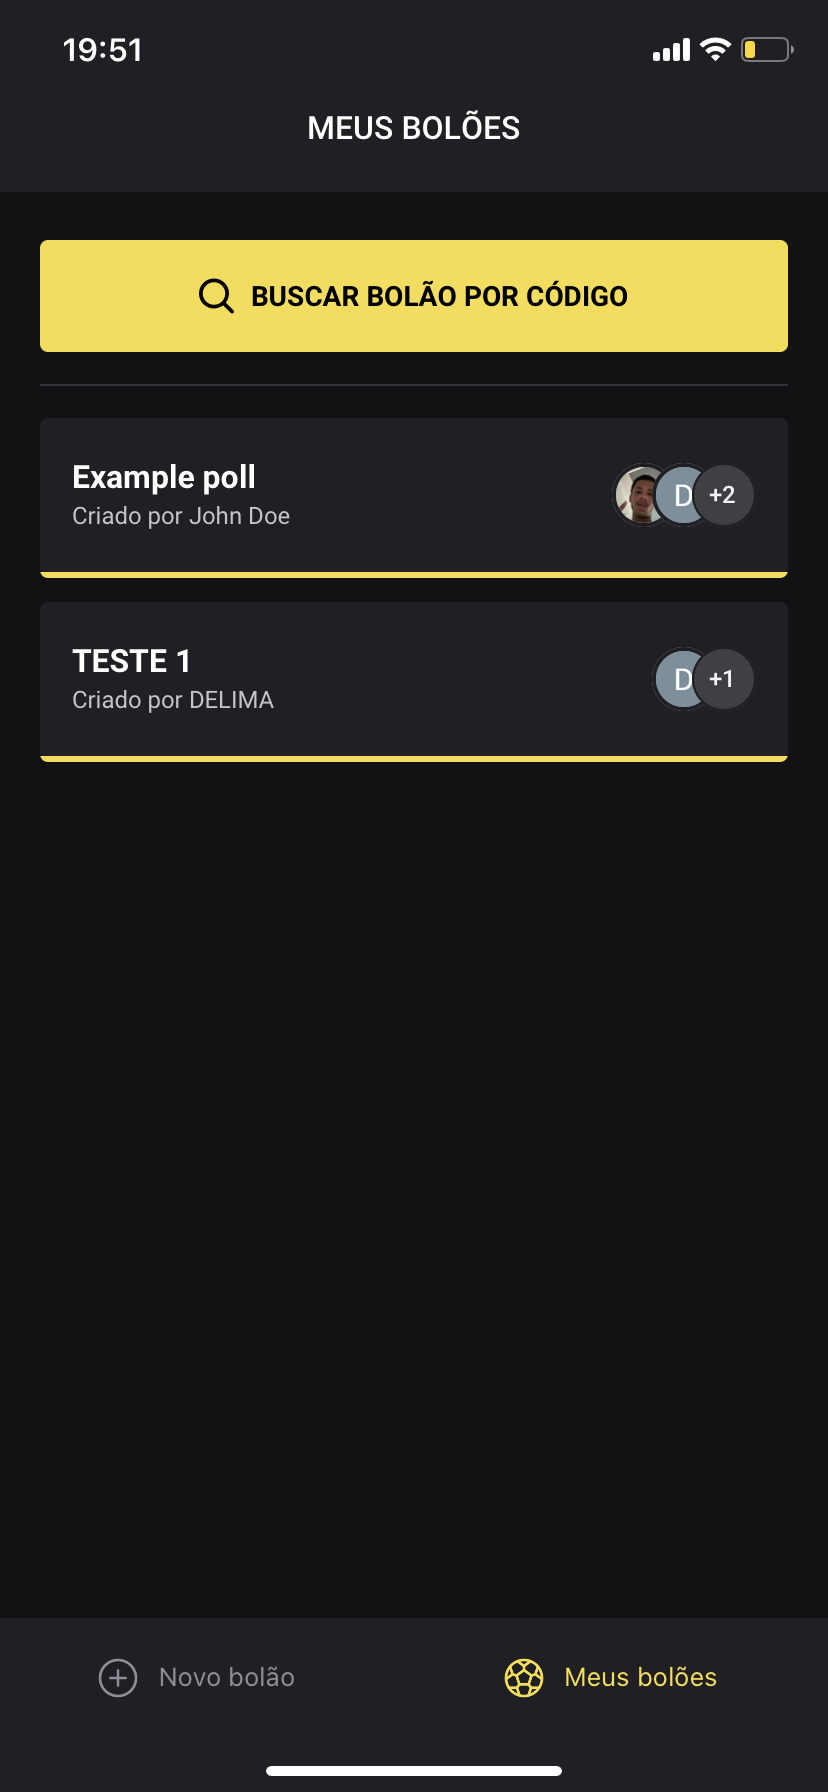 19:51
MEUS BOLÕES
BUSCAR BOLÃO POR CÓDIGO
Example poll
Criado por John Doe
D
+2
TESTE 1
Criado por DELIMA
D
+1
Novo bolão
Meus bolões